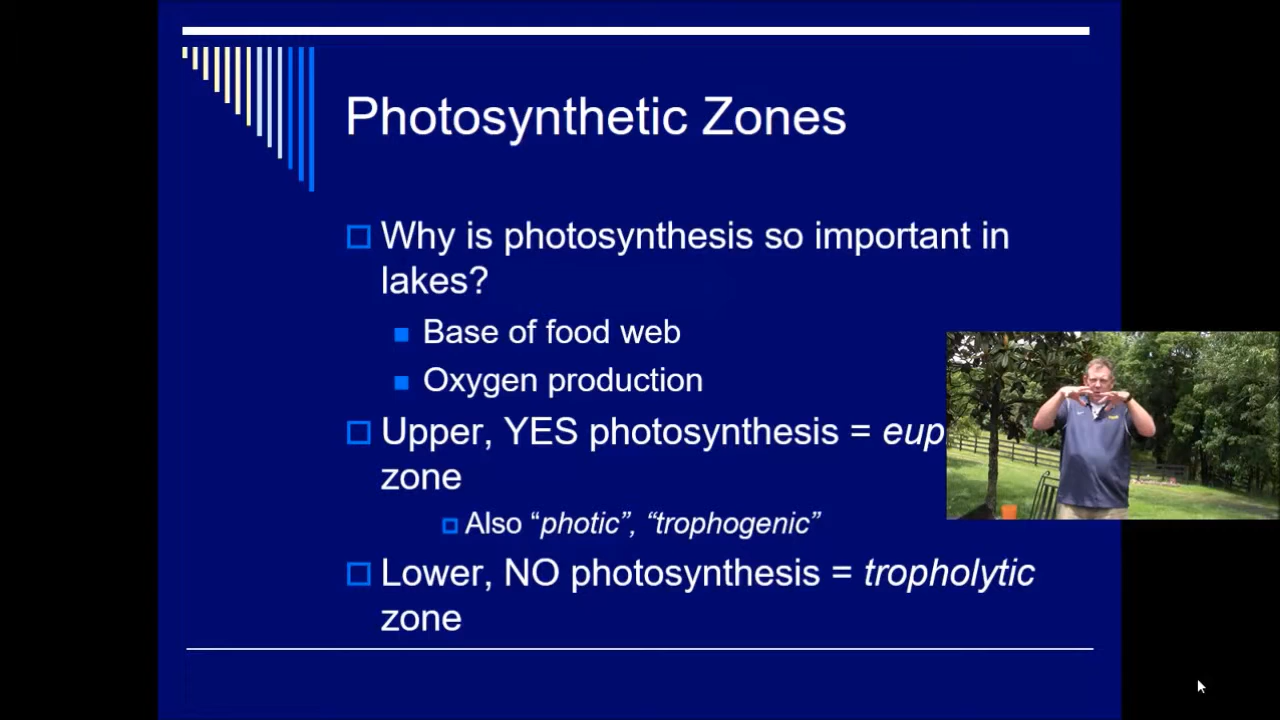 Photosynthetic Zones
Why is photosynthesis so important in
lakes?
Base of food web
Oxygen production
Upper, YES photosynthesis = eup
zone
Also “photic”, “trophogenic”
Lower, NO photosynthesis = tropholytic
zone